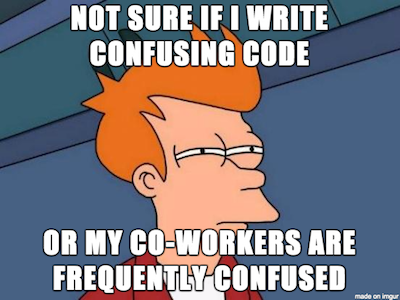 NOT SURE IF I WRITE
CONFUSING CODE
OR MY CO-WORKERS ARE
FREQUENTLY CONFUSED
made on imgur